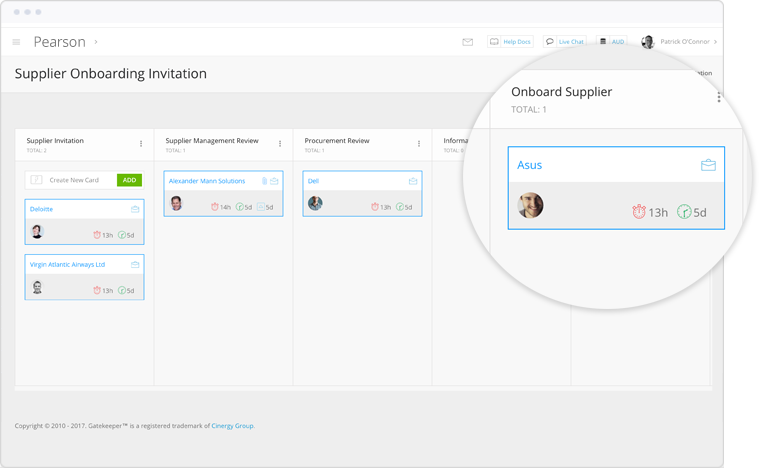 Pearson
Help Docs
Live Chat
AUD
Patrick O'Connor
Supplier Onboarding Invitation
Onboard Supplier
TOTAL: 1
Asus
13h
5d
Supplier Invitation
TOTAL: 2
Create New Card
ADD
Deloitte
13h
5d
Virgin Atlantic Airways Ltd
13h
5d
Supplier Management Review
TOTAL: 1
Alexander Mann Solutions
14h
5d
5d
Procurement Review
TOTAL: 1
Dell
13h
5d
Informa
TOTAL: 0
Copyright © 2010 - 2017. Gatekeeper™ is a registered trademark of Cinergy Group.